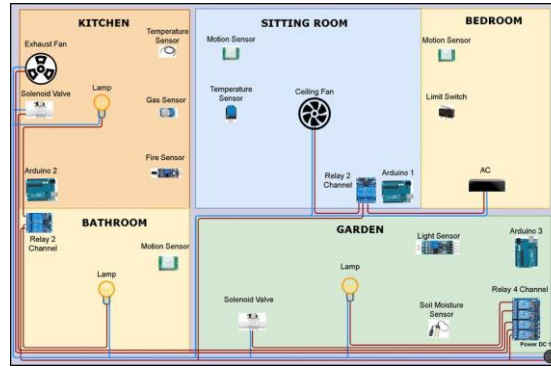 KITCHEN
Exhaust Fan
Temperature
Sensor
Solenoid Valve
Lamp
Gas Sensor
Fire Sensor
Arduino 2
SITTING ROOM
Motion Sensor
Temperature
Sensor
Ceiling Fan
Relay 2
Channel
Arduino 1
BEDROOM
Motion Sensor
Limit Switch
AC
Relay 2
Channel
BATHROOM
Motion Sensor
Lamp
GARDEN
Light Sensor
Arduino 3
Lamp
Solenoid Valve
Soil Moisture
Sensor
Relay 4 Channel
Power DC